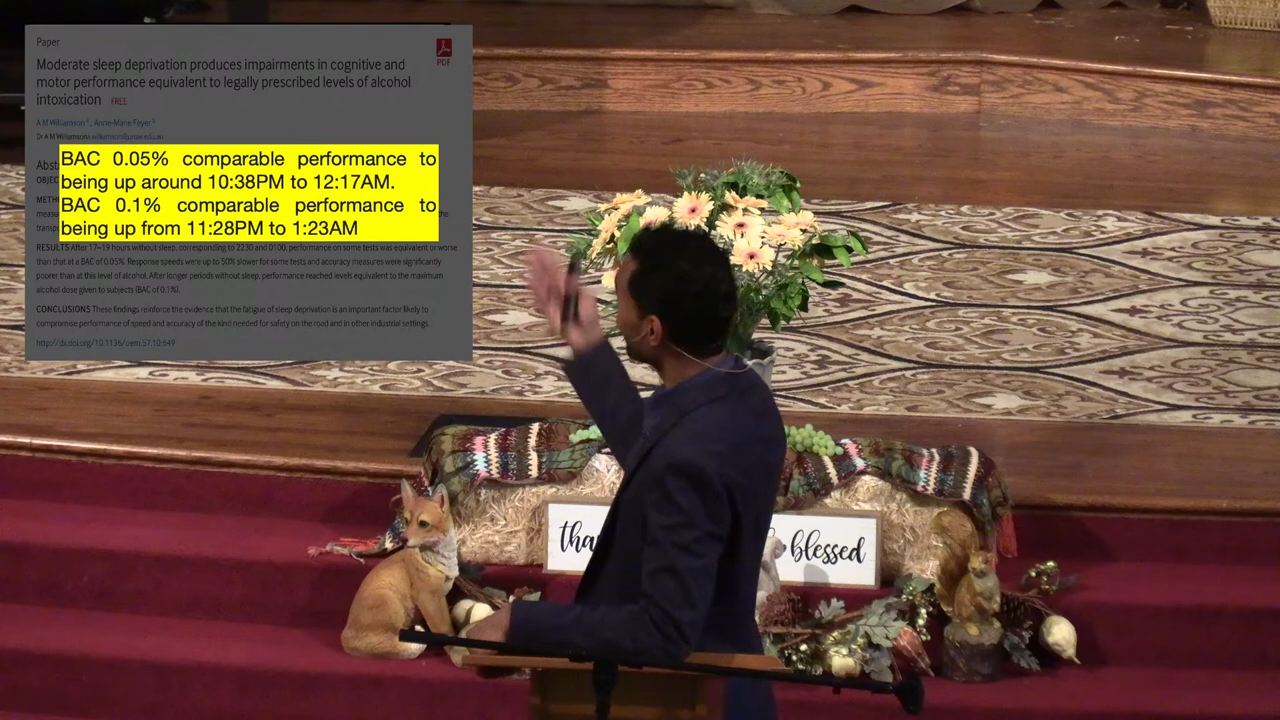 Paper
PDF
Moderate sleep deprivation produces impairments in cognitive and
motor performance equivalent to legally prescribed levels of alcohol
intoxication FREE
A M Williamson, Anne-Marie Feyer
Dr A M Williamson
BAC 0.05% comparable performance to
being up around 10:38PM to 12:17AM.
BAC 0.1% comparable performance to
being up from 11:28PM to 1:23AM
RESULTS After 17–19 hours without sleep, corresponding to 2230 and 0100, performance on some tests was equivalent or worse
than that at a BAC of 0.05%. Response speeds were up to 50% slower for some tests and accuracy measures were significantly
poorer than at this level of alcohol. After longer periods without sleep, performance reached levels equivalent to the maximum
alcohol dose given to subjects (BAC of 0.1%).
CONCLUSIONS These findings reinforce the evidence that the fatigue of sleep deprivation is an important factor likely to
compromise performance of speed and accuracy of the kind needed for safety on the road and in other industrial settings.
http://dx.doi.org/10.1136/oem.57.10.649
blessed